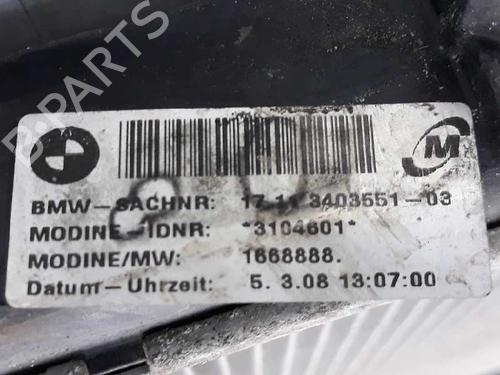 B-PARTS
M
BMW-SACHNR: 17 11 3403551-03
MODINE-IDNR: *3104601*
MODINE/MW: 1668888.
Datum-Uhrzeit: 5. 3.08 13:07:00